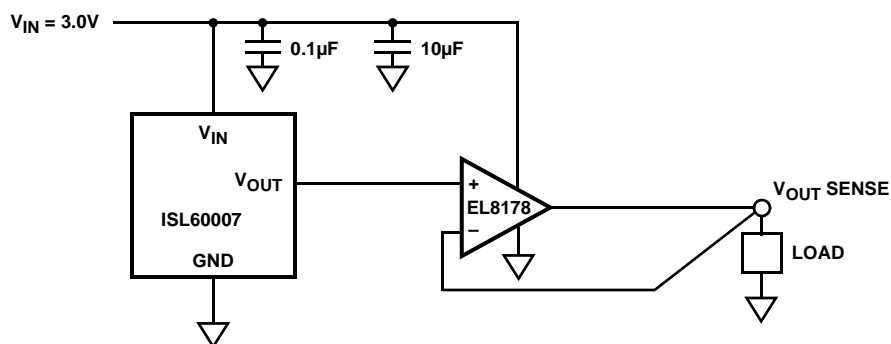 VIN = 3.0V
0.1µF
10µF
VIN
VOUT
ISL60007
GND
+
EL8178
−
VOUT SENSE
LOAD